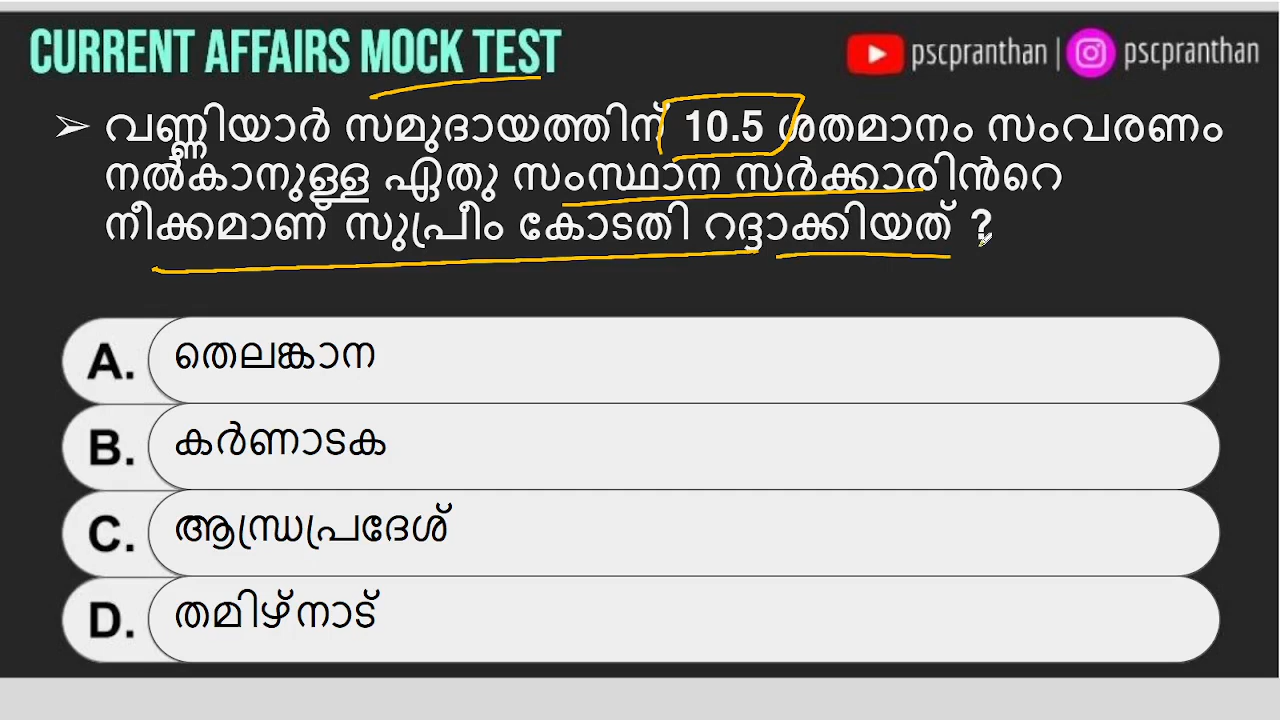 CURRENT AFFAIRS MOCK TEST
pscpranthan | pscpranthan
➢ വണ്ണിയാർ സമുദായത്തിന് 10.5 ശതമാനം സംവരണം
നൽകാനുള്ള ഏതു സംസ്ഥാന സർക്കാരിൻറെ
നീക്കമാണ് സുപ്രീം കോടതി റദ്ദാക്കിയത് ?
A. തെലങ്കാന
B. കർണാടക
C. ആന്ധ്രപ്രദേശ്
D. തമിഴ്നാട്